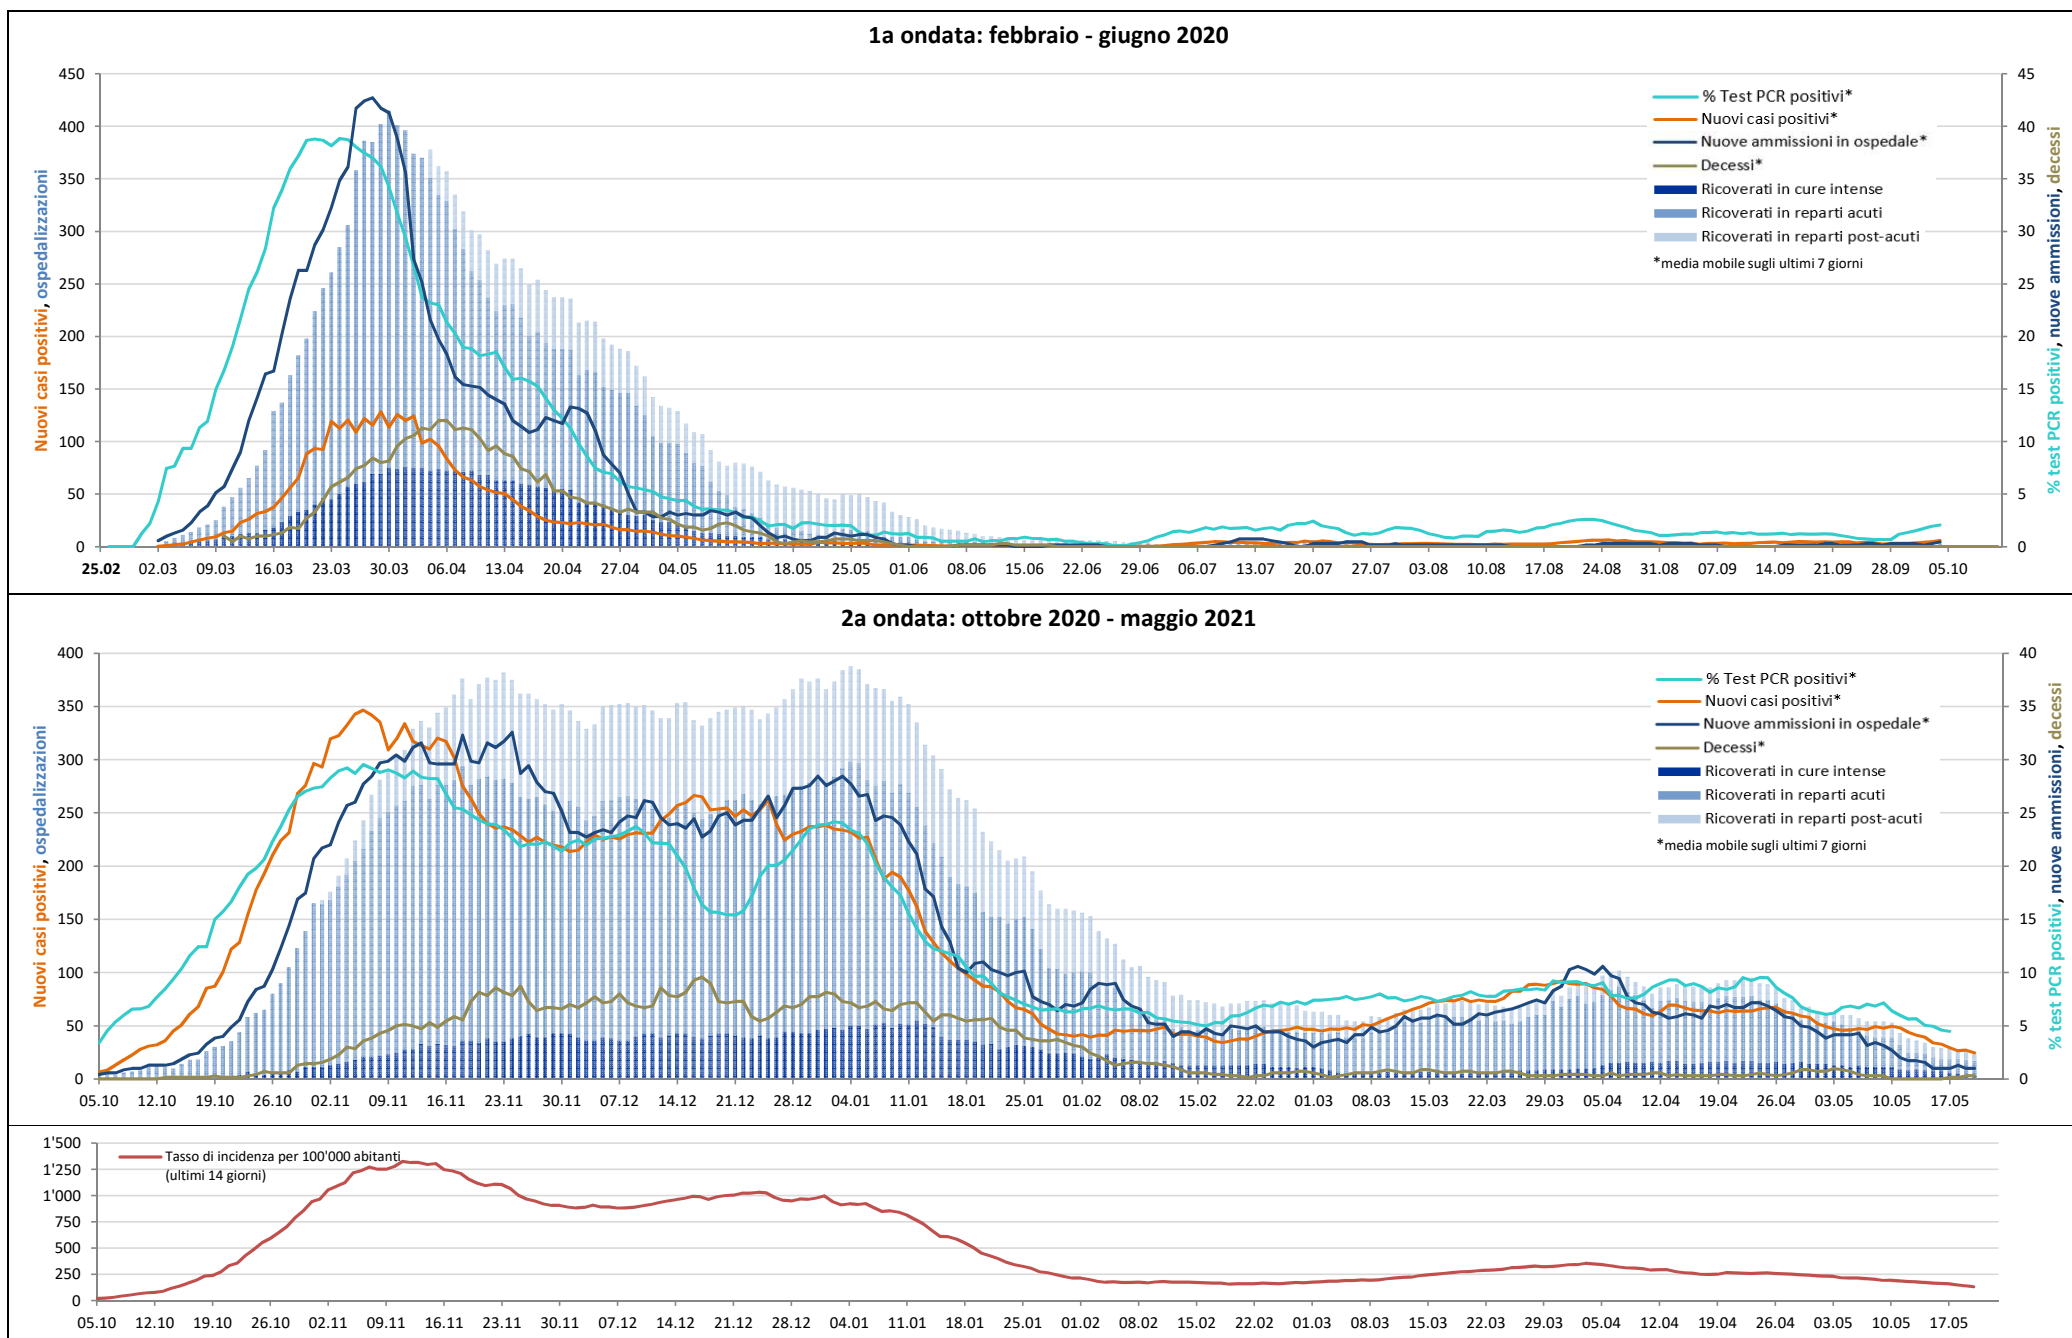 1a ondata: febbraio - giugno 2020
450
400
350
300
250
200
150
100
50
0
45
40
35
30
25
20
15
10
5
0
Nuovi casi positivi, ospedalizzazioni
% test PCR positivi, nuove ammissioni, decessi
% Test PCR positivi*
Nuovi casi positivi*
Nuove ammissioni in ospedale*
Decessi*
Ricoverati in cure intense
Ricoverati in reparti acuti
Ricoverati in reparti post-acuti
*media mobile sugli ultimi 7 giorni
25.02 02.03 09.03 16.03 23.03 30.03 06.04 13.04 20.04 27.04 04.05 11.05 18.05 25.05 01.06 08.06 15.06 22.06 29.06 06.07 13.07 20.07 27.07 03.08 10.08 17.08 24.08 31.08 07.09 14.09 21.09 28.09 05.10
2a ondata: ottobre 2020 - maggio 2021
400
350
300
250
200
150
100
50
0
40
35
30
25
20
15
10
5
0
Nuovi casi positivi, ospedalizzazioni
% test PCR positivi, nuove ammissioni, decessi
% Test PCR positivi*
Nuovi casi positivi*
Nuove ammissioni in ospedale*
Decessi*
Ricoverati in cure intense
Ricoverati in reparti acuti
Ricoverati in reparti post-acuti
*media mobile sugli ultimi 7 giorni
05.10 12.10 19.10 26.10 02.11 09.11 16.11 23.11 30.11 07.12 14.12 21.12 28.12 04.01 11.01 18.01 25.01 01.02 08.02 15.02 22.02 01.03 08.03 15.03 22.03 29.03 05.04 12.04 19.04 26.04 03.05 10.05 17.05
1'500
1'250
1'000
750
500
250
0
Tasso di incidenza per 100'000 abitanti
(ultimi 14 giorni)
05.10 12.10 19.10 26.10 02.11 09.11 16.11 23.11 30.11 07.12 14.12 21.12 28.12 04.01 11.01 18.01 25.01 01.02 08.02 15.02 22.02 01.03 08.03 15.03 22.03 29.03 05.04 12.04 19.04 26.04 03.05 10.05 17.05